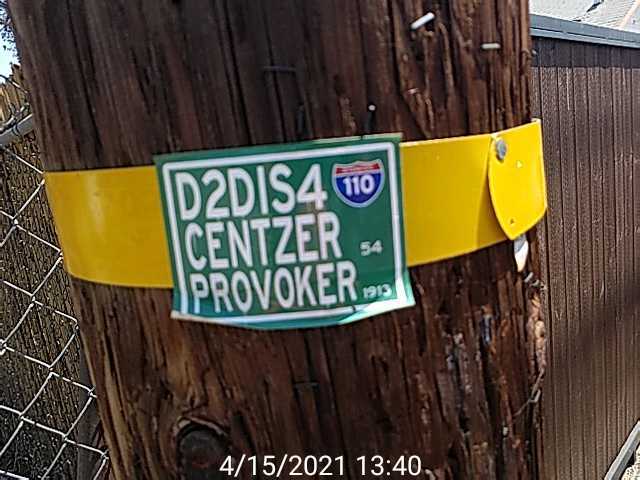 D2DIS4
110
CENTZER
54
PROVOKER
1913
4/15/2021 13:40